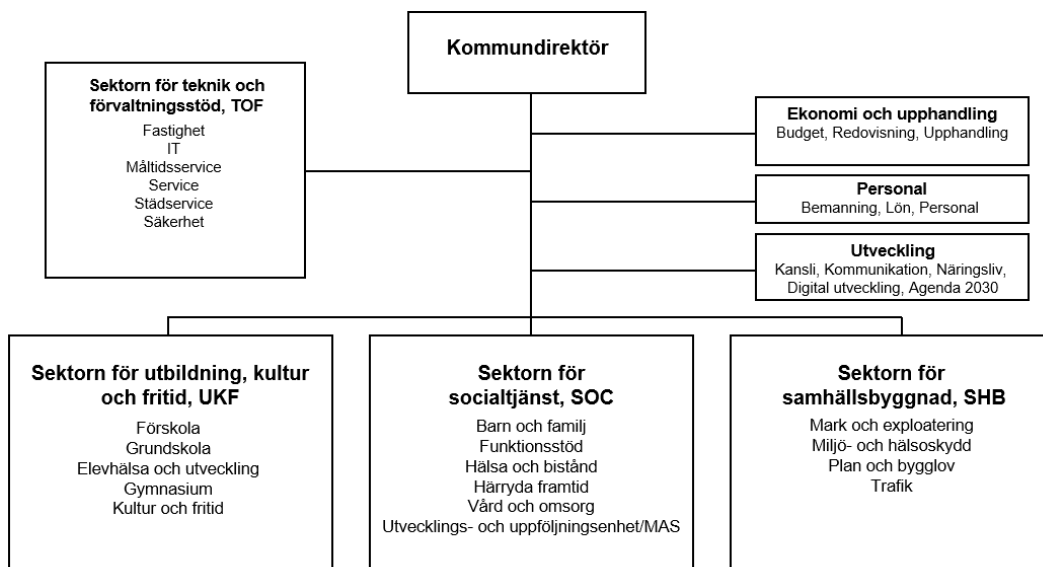 Kommundirektör
Sektorn för teknik och
förvaltningsstöd, TOF
Fastighet
IT
Måltidsservice
Service
Städservice
Säkerhet
Ekonomi och upphandling
Budget, Redovisning, Upphandling
Personal
Bemanning, Lön, Personal
Utveckling
Kansli, Kommunikation, Näringsliv,
Digital utveckling, Agenda 2030
Sektorn för utbildning, kultur
och fritid, UKF
Förskola
Grundskola
Elevhälsa och utveckling
Gymnasium
Kultur och fritid
Sektorn för
socialtjänst, SOC
Barn och familj
Funktionsstöd
Hälsa och bistånd
Härryda framtid
Vård och omsorg
Utvecklings- och uppföljningsenhet/MAS
Sektorn för
samhällsbyggnad, SHB
Mark och exploatering
Miljö- och hälsoskydd
Plan och bygglov
Trafik